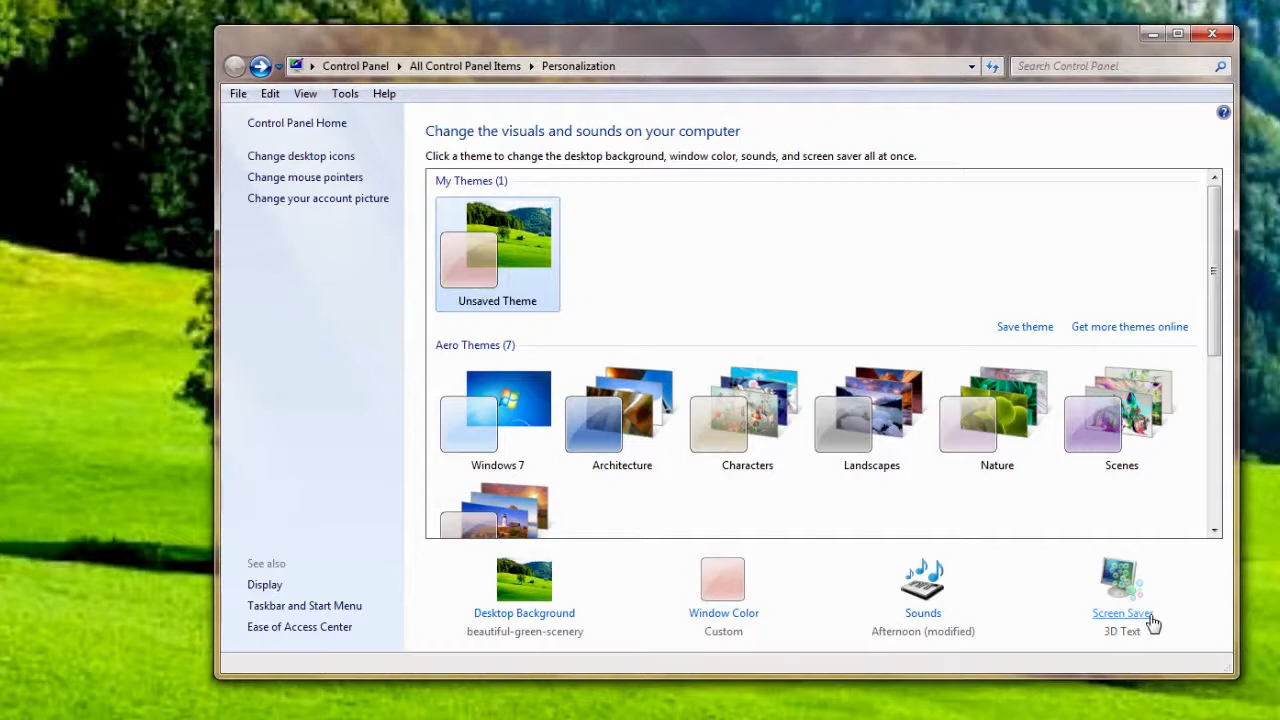 Control Panel All Control Panel Items Personalization Search Control Panel
File Edit View Tools Help
Control Panel Home
Change desktop icons
Change mouse pointers
Change your account picture
See also
Display
Taskbar and Start Menu
Ease of Access Center
Change the visuals and sounds on your computer
Click a theme to change the desktop background, window color, sounds, and screen saver all at once.
My Themes (1)
Unsaved Theme
Save theme Get more themes online
Aero Themes (7)
Windows 7 Architecture Characters Landscapes Nature Scenes
Desktop Background Window Color Sounds Screen Saver
beautiful-green-scenery Custom Afternoon (modified) 3D Text